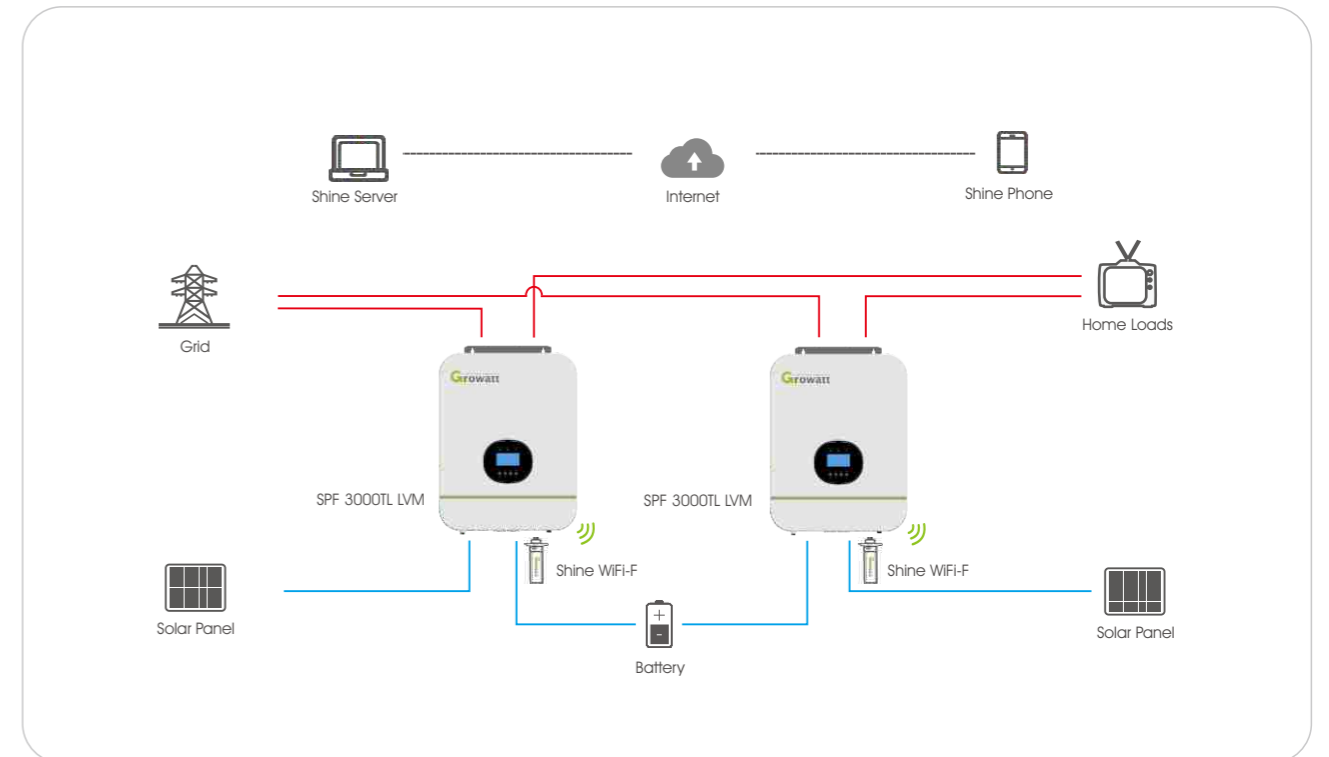 Shine Server
Internet
Shine Phone
Grid
Home Loads
Growatt
Growatt
SPF 3000TL LVM
SPF 3000TL LVM
Shine WiFi-F
Shine WiFi-F
Solar Panel
+
-
Battery
Solar Panel